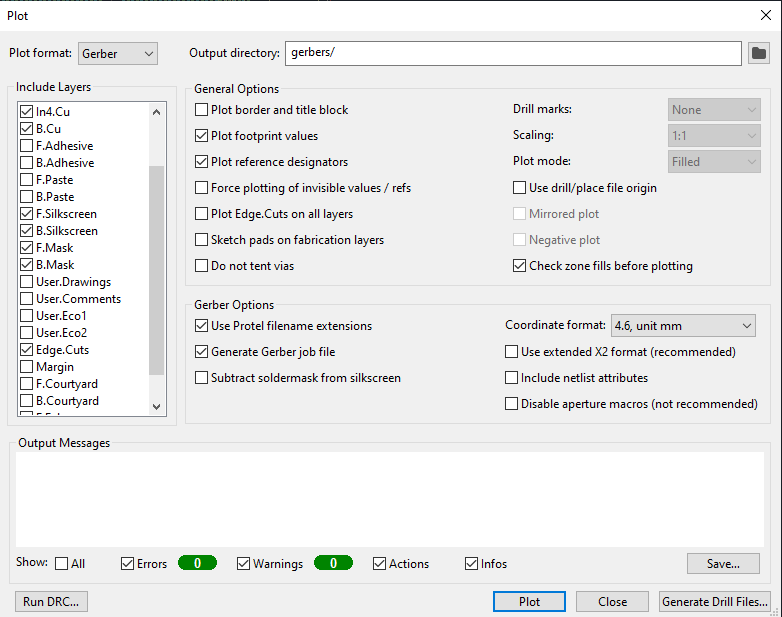 Plot
Plot format: Gerber Output directory: gerbers/
Include Layers
In4.Cu
B.Cu
F.Adhesive
B.Adhesive
F.Paste
B.Paste
F.Silkscreen
B.Silkscreen
F.Mask
B.Mask
User.Drawings
User.Comments
User.Eco1
User.Eco2
Edge.Cuts
Margin
F.Courtyard
B.Courtyard
General Options
Plot border and title block
Plot footprint values
Plot reference designators
Force plotting of invisible values / refs
Plot Edge.Cuts on all layers
Sketch pads on fabrication layers
Do not tent vias
Drill marks: None
Scaling: 1:1
Plot mode: Filled
Use drill/place file origin
Mirrored plot
Negative plot
Check zone fills before plotting
Gerber Options
Use Protel filename extensions
Generate Gerber job file
Subtract soldermask from silkscreen
Coordinate format: 4.6, unit mm
Use extended X2 format (recommended)
Include netlist attributes
Disable aperture macros (not recommended)
Output Messages
Show: All Errors 0 Warnings 0 Actions Infos Save...
Run DRC... Plot Close Generate Drill Files...